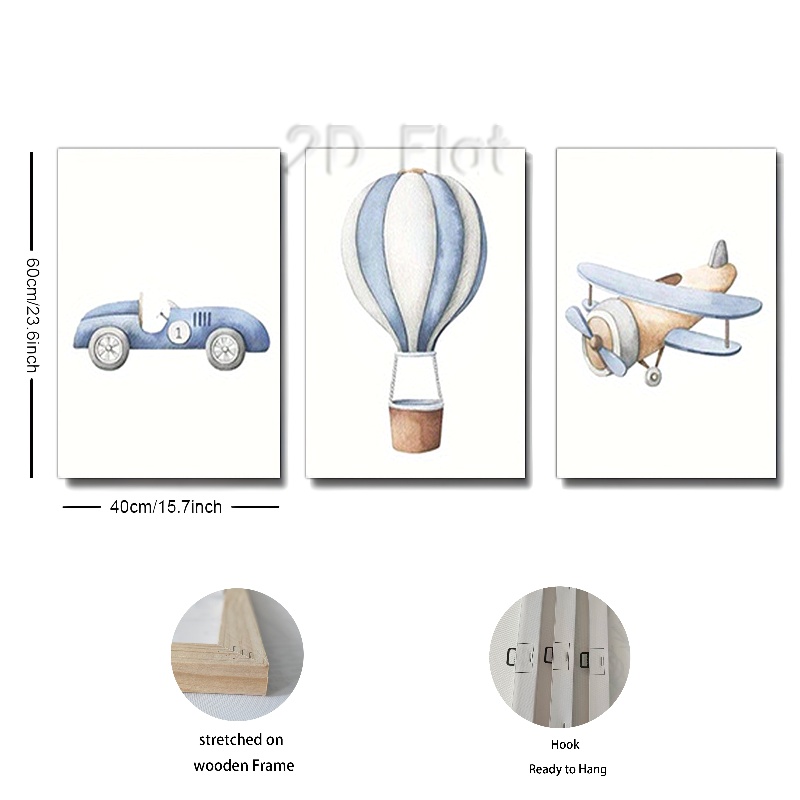 2D Flat
60cm/23.6inch
1
40cm/15.7inch
stretched on
wooden Frame
Hook
Ready to Hang